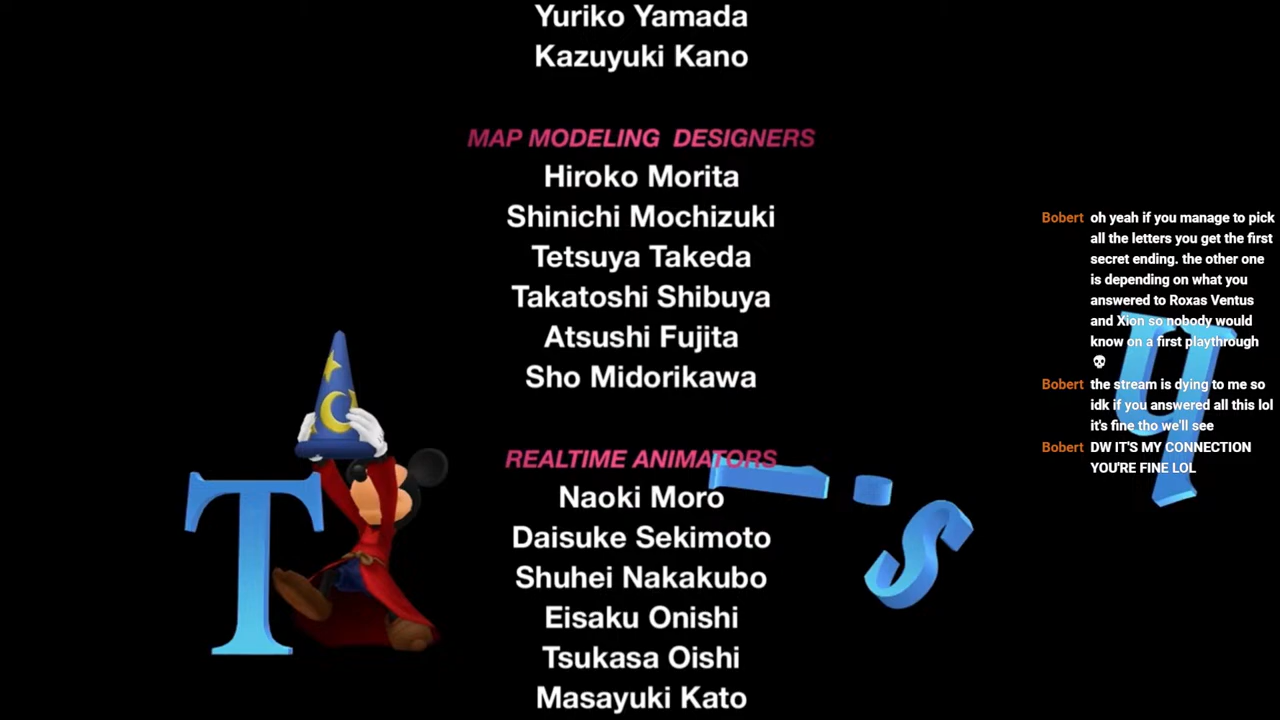 Yuriko Yamada
Kazuyuki Kano
MAP MODELING DESIGNERS
Hiroko Morita
Shinichi Mochizuki
Tetsuya Takeda
Takatoshi Shibuya
Atsushi Fujita
Sho Midorikawa
REALTIME ANIMATORS
Naoki Moro
Daisuke Sekimoto
Shuhei Nakakubo
Eisaku Onishi
Tsukasa Oishi
Masayuki Kato
T
i
s
y
Bobert oh yeah if you manage to pick
all the letters you get the first
secret ending. the other one
is depending on what you
answered to Roxas Ventus
and Xion so nobody would
know on a first playthrough
💀
Bobert the stream is dying to me so
idk if you answered all this lol
it's fine tho we'll see
Bobert DW IT'S MY CONNECTION
YOU'RE FINE LOL